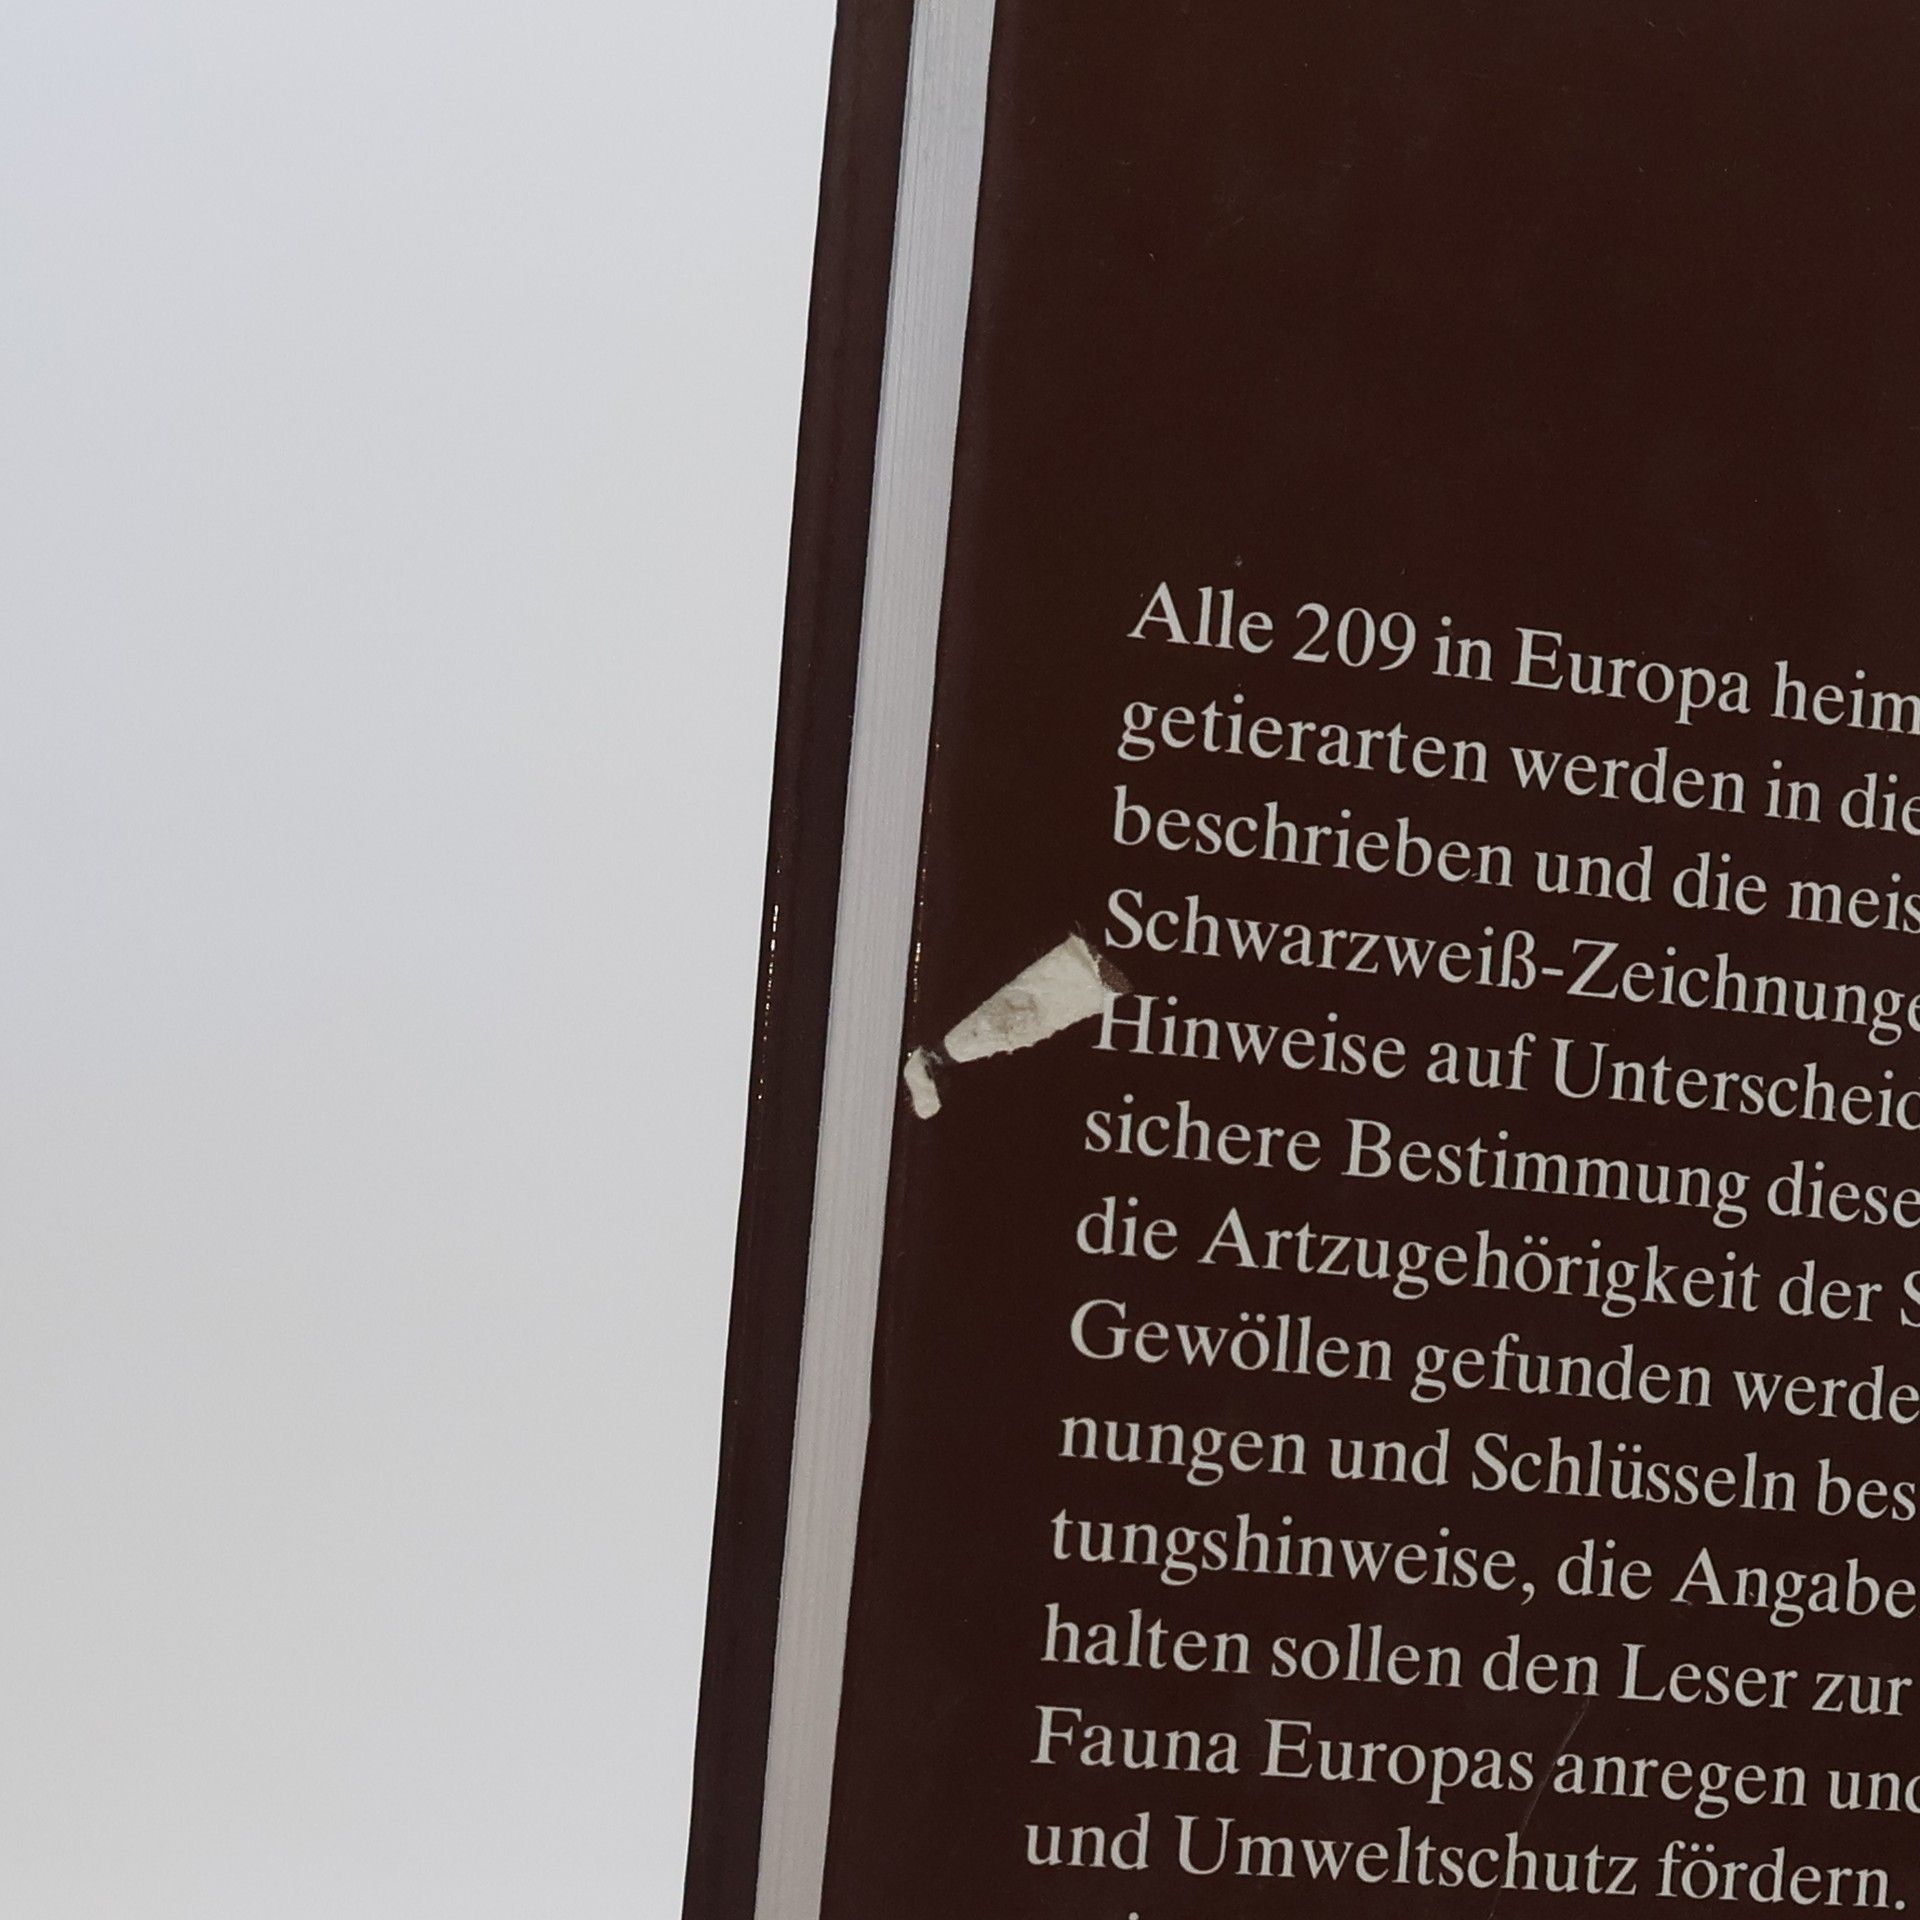 Alle 209 in Europa heim
getierarten werden in die
beschrieben und die meis
Schwarzweiß-Zeichnunge
Hinweise auf Unterscheid
sichere Bestimmung diese
die Artzugehörigkeit der S
Gewöllen gefunden werde
nungen und Schlüsseln bes
tungshinweise, die Angabe
halten sollen den Leser zur
Fauna Europas anregen und
und Umweltschutz fördern.